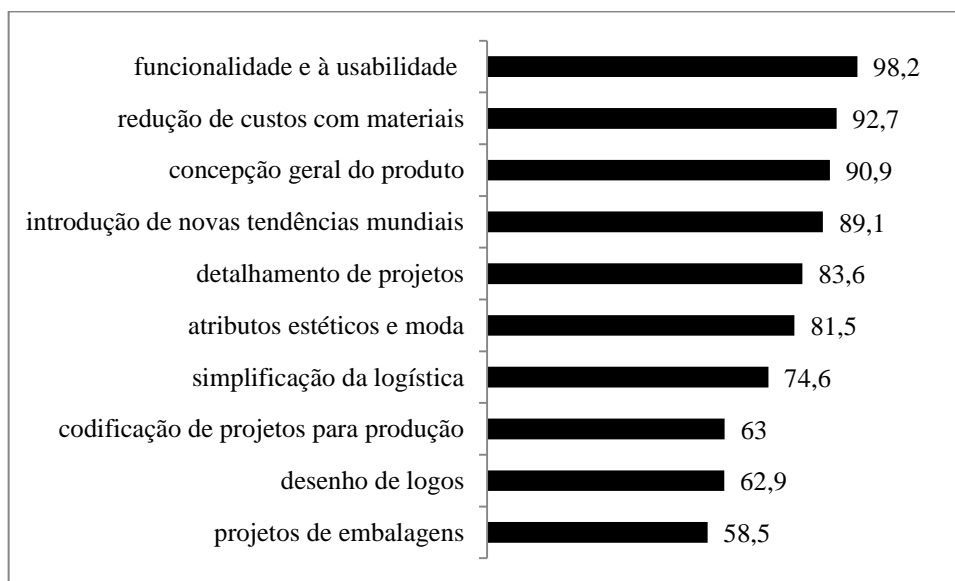 funcionalidade e à usabilidade 98,2
redução de custos com materiais 92,7
concepção geral do produto 90,9
introdução de novas tendências mundiais 89,1
detalhamento de projetos 83,6
atributos estéticos e moda 81,5
simplificação da logística 74,6
codificação de projetos para produção 63
desenho de logos 62,9
projetos de embalagens 58,5